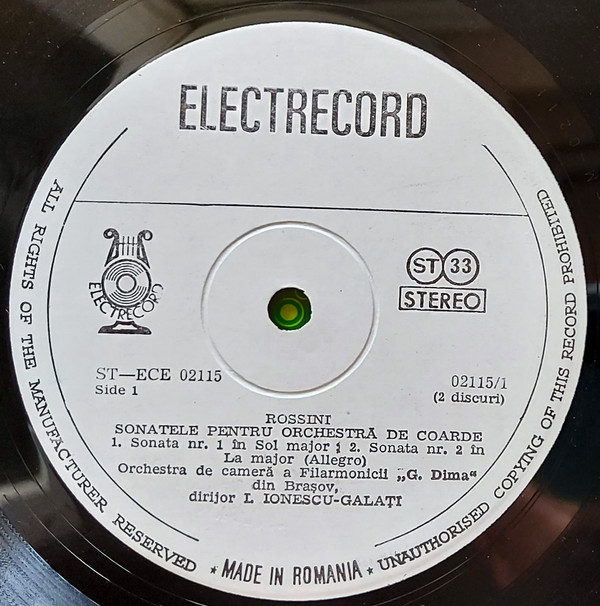 ELECTRECORD
ELECTRECORD
ST 33
STEREO
ST—ECE 02115
Side 1
02115/1
(2 discuri)
ROSSINI
SONATELE PENTRU ORCHESTRĂ DE COARDE
1. Sonata nr. 1 în Sol major ; 2. Sonata nr. 2 în
La major (Allegro)
Orchestra de cameră a Filarmonicii „G. Dima“
din Brașov,
dirijor I. IONESCU-GALAȚI
ALL RIGHTS OF THE MANUFACTURER RESERVED ★ MADE IN ROMANIA ★ UNAUTHORISED COPYING OF THIS RECORD PROHIBITED